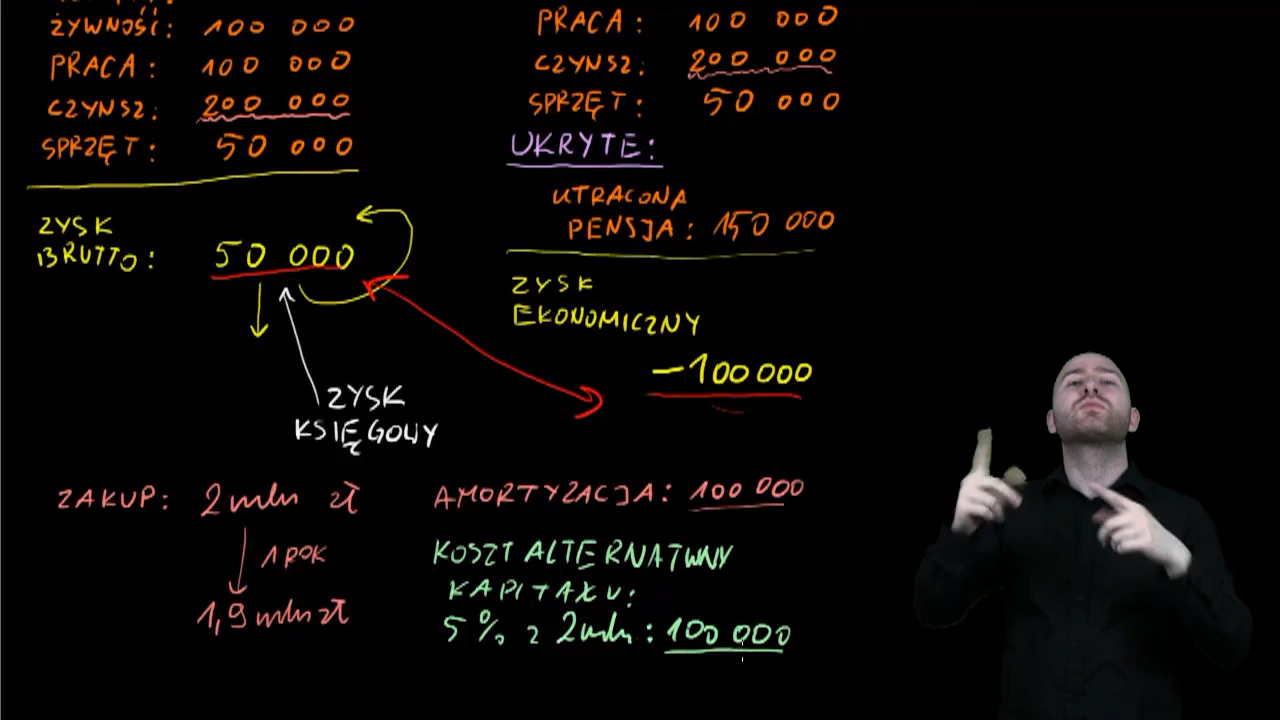 ŻYWNOŚĆ: 100 000
PRACA: 100 000
CZYNSZ: 200 000
SPRZĘT: 50 000
ZYSK
BRUTTO: 50 000
ZYSK
KSIĘGOWY
PRACA: 100 000
CZYNSZ: 200 000
SPRZĘT: 50 000
UKRYTE:
UTRACONA
PENSJA: 150 000
ZYSK
EKONOMICZNY
-100 000
ZAKUP: 2 mln zł
1 ROK
1,9 mln zł
AMORTYZACJA: 100 000
KOSZT ALTERNATWNY
KAPITAŁU:
5% z 2 mln: 100 000